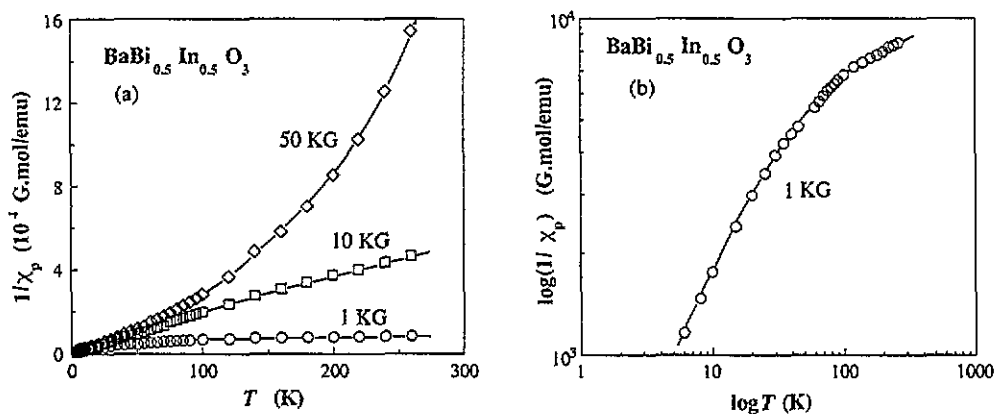 BaBi0.5 In0.5 O3
(a)
50 KG
10 KG
1 KG
16
12
8
4
0
1/χp (10-4 G.mol/emu)
0 100 200 300
T (K)
BaBi0.5 In0.5 O3
(b)
1 KG
10^4
10^3
log(1/χp) (G.mol/emu)
1 10 100 1000
log T (K)